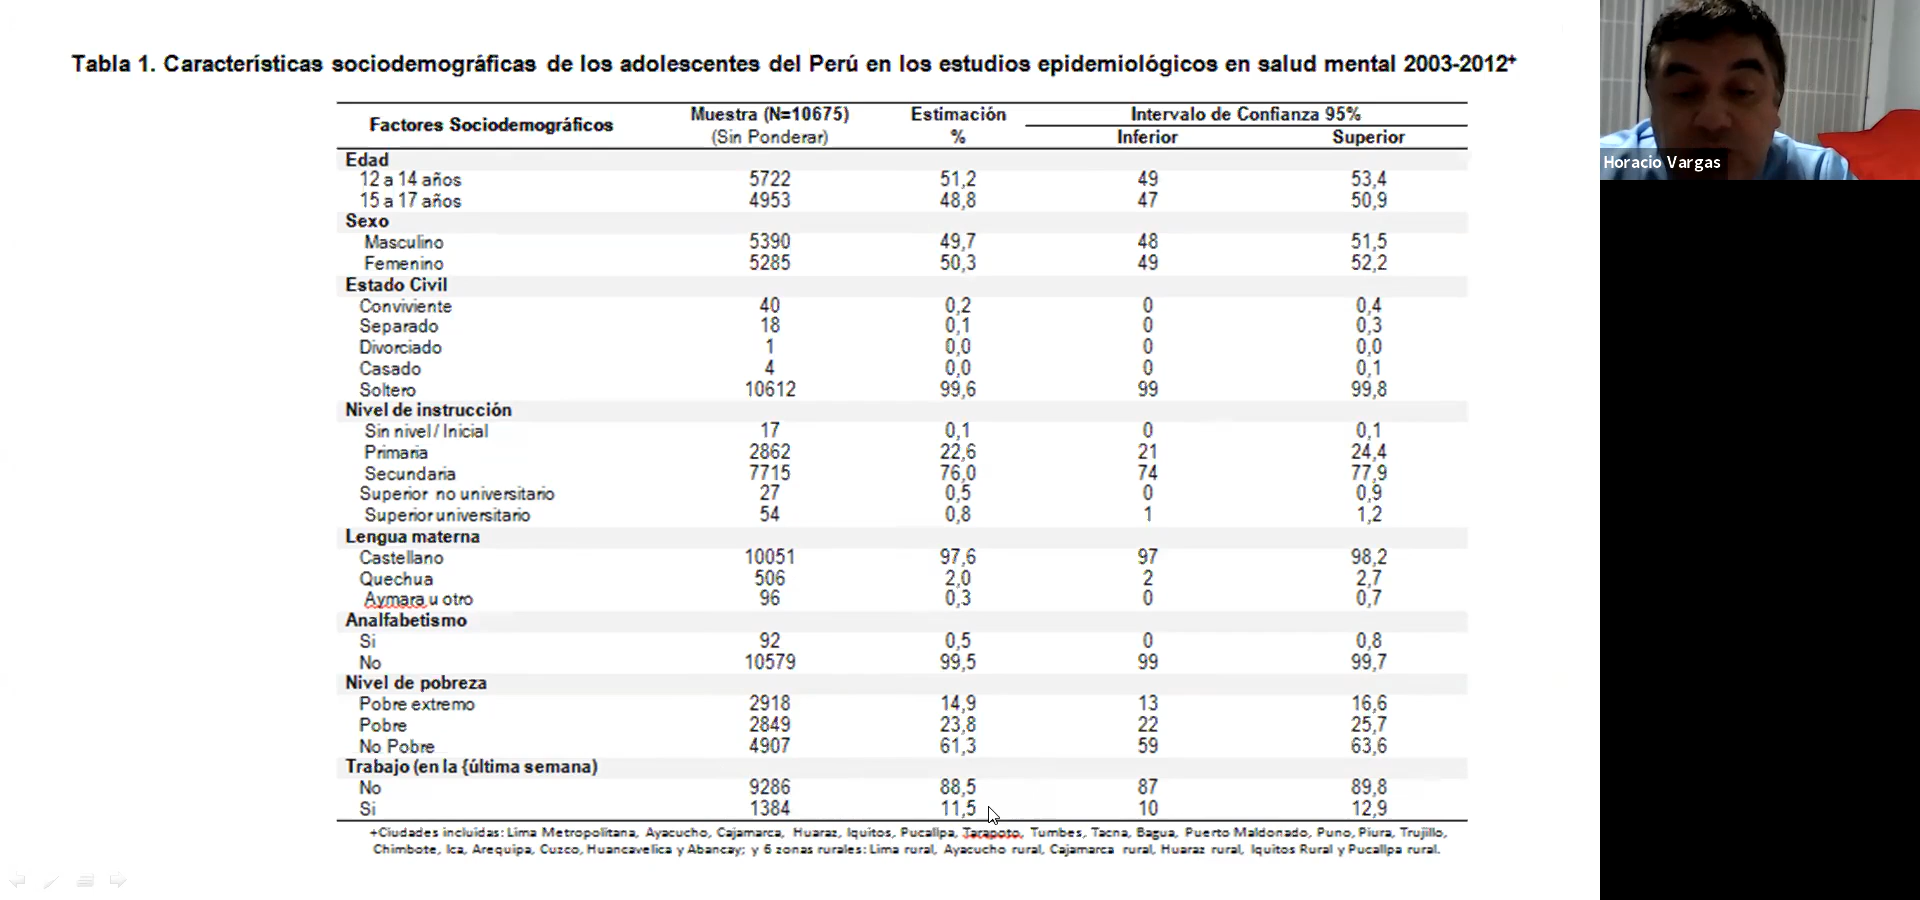 Tabla 1. Características sociodemográficas de los adolescentes del Perú en los estudios epidemiológicos en salud mental 2003-2012+
Factores Sociodemográficos Muestra (N=10675) Estimación Intervalo de Confianza 95%
(Sin Ponderar) % Inferior Superior
Edad
12 a 14 años 5722 51,2 49 53,4
15 a 17 años 4953 48,8 47 50,9
Sexo
Masculino 5390 49,7 48 51,5
Femenino 5285 50,3 49 52,2
Estado Civil
Conviviente 40 0,2 0 0,4
Separado 18 0,1 0 0,3
Divorciado 1 0,0 0 0,0
Casado 4 0,0 0 0,1
Soltero 10612 99,6 99 99,8
Nivel de instrucción
Sin nivel / Inicial 17 0,1 0 0,1
Primaria 2862 22,6 21 24,4
Secundaria 7715 76,0 74 77,9
Superior no universitario 27 0,5 0 0,9
Superior universitario 54 0,8 1 1,2
Lengua materna
Castellano 10051 97,6 97 98,2
Quechua 506 2,0 2 2,7
Aymara u otro 96 0,3 0 0,7
Analfabetismo
Si 92 0,5 0 0,8
No 10579 99,5 99 99,7
Nivel de pobreza
Pobre extremo 2918 14,9 13 16,6
Pobre 2849 23,8 22 25,7
No Pobre 4907 61,3 59 63,6
Trabajo (en la {última semana)
No 9286 88,5 87 89,8
Si 1384 11,5 10 12,9
+Ciudades incluidas: Lima Metropolitana, Ayacucho, Cajamarca, Huaraz, Iquitos, Pucallpa, Tarapoto, Tumbes, Tacna, Bagua, Puerto Maldonado, Puno, Piura, Trujillo,
Chimbote, Ica, Arequipa, Cuzco, Huancavelica y Abancay; y 6 zonas rurales: Lima rural, Ayacucho rural, Cajamarca rural, Huaraz rural, Iquitos Rural y Pucallpa rural.
Horacio Vargas